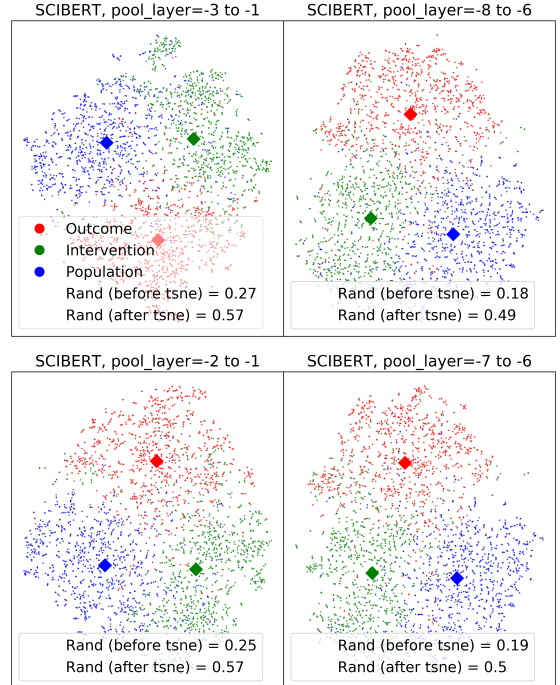 SCIBERT, pool_layer=-3 to -1
Outcome
Intervention
Population
Rand (before tsne) = 0.27
Rand (after tsne) = 0.57
SCIBERT, pool_layer=-8 to -6
Rand (before tsne) = 0.18
Rand (after tsne) = 0.49
SCIBERT, pool_layer=-2 to -1
Rand (before tsne) = 0.25
Rand (after tsne) = 0.57
SCIBERT, pool_layer=-7 to -6
Rand (before tsne) = 0.19
Rand (after tsne) = 0.5